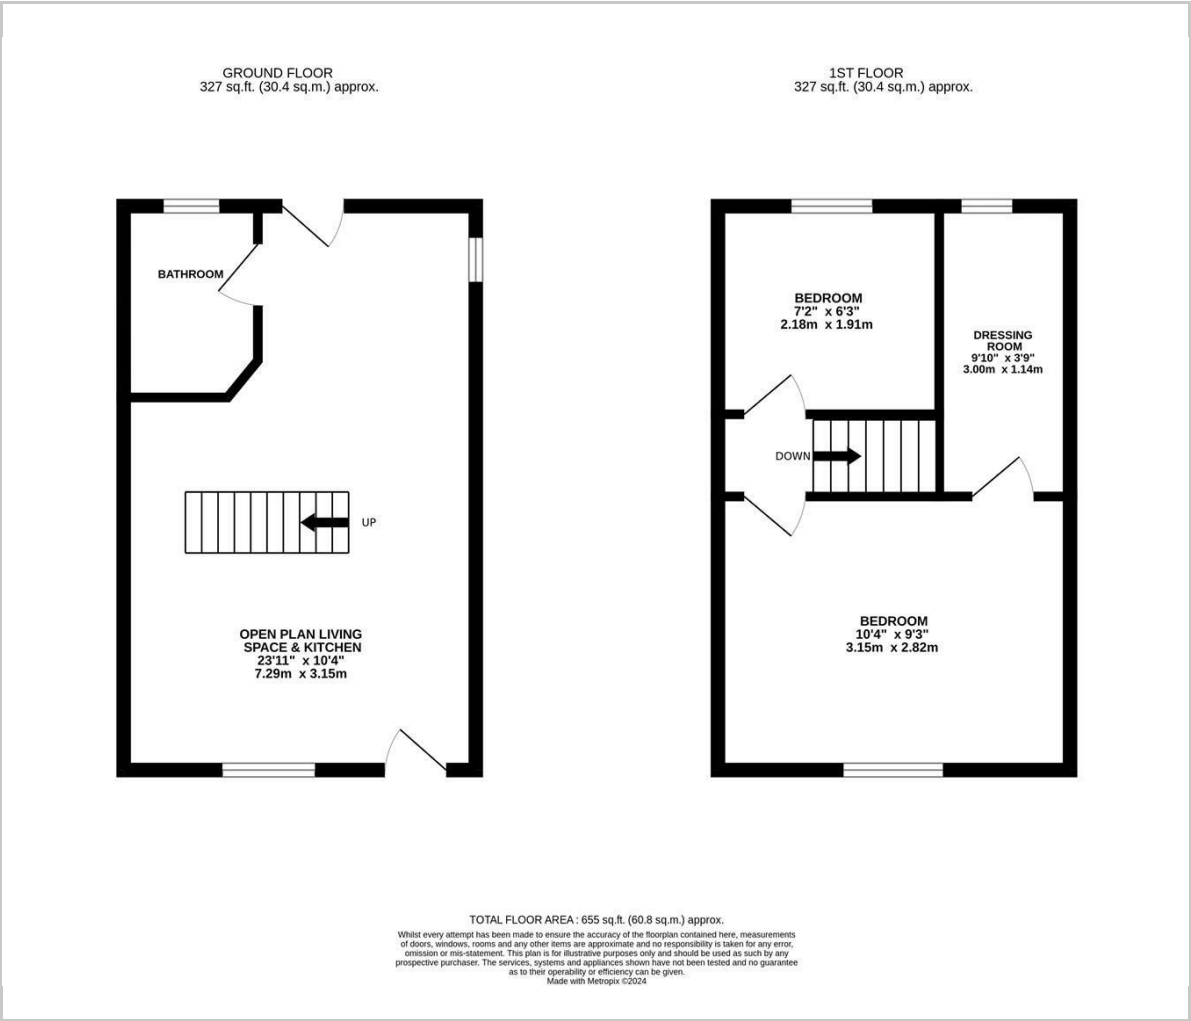 GROUND FLOOR
327 sq.ft. (30.4 sq.m.) approx.
BATHROOM
UP
OPEN PLAN LIVING
SPACE & KITCHEN
23'11" x 10'4"
7.29m x 3.15m
1ST FLOOR
327 sq.ft. (30.4 sq.m.) approx.
BEDROOM
7'2" x 6'3"
2.18m x 1.91m
DRESSING
ROOM
9'10" x 3'9"
3.00m x 1.14m
DOWN
BEDROOM
10'4" x 9'3"
3.15m x 2.82m
TOTAL FLOOR AREA : 655 sq.ft. (60.8 sq.m.) approx.
Whilst every attempt has been made to ensure the accuracy of the floorplan contained here, measurements
of doors, windows, rooms and any other items are approximate and no responsibility is taken for any error,
omission or mis-statement. This plan is for illustrative purposes only and should be used as such by any
prospective purchaser. The services, systems and appliances shown have not been tested and no guarantee
as to their operability or efficiency can be given.
Made with Metropix ©2024